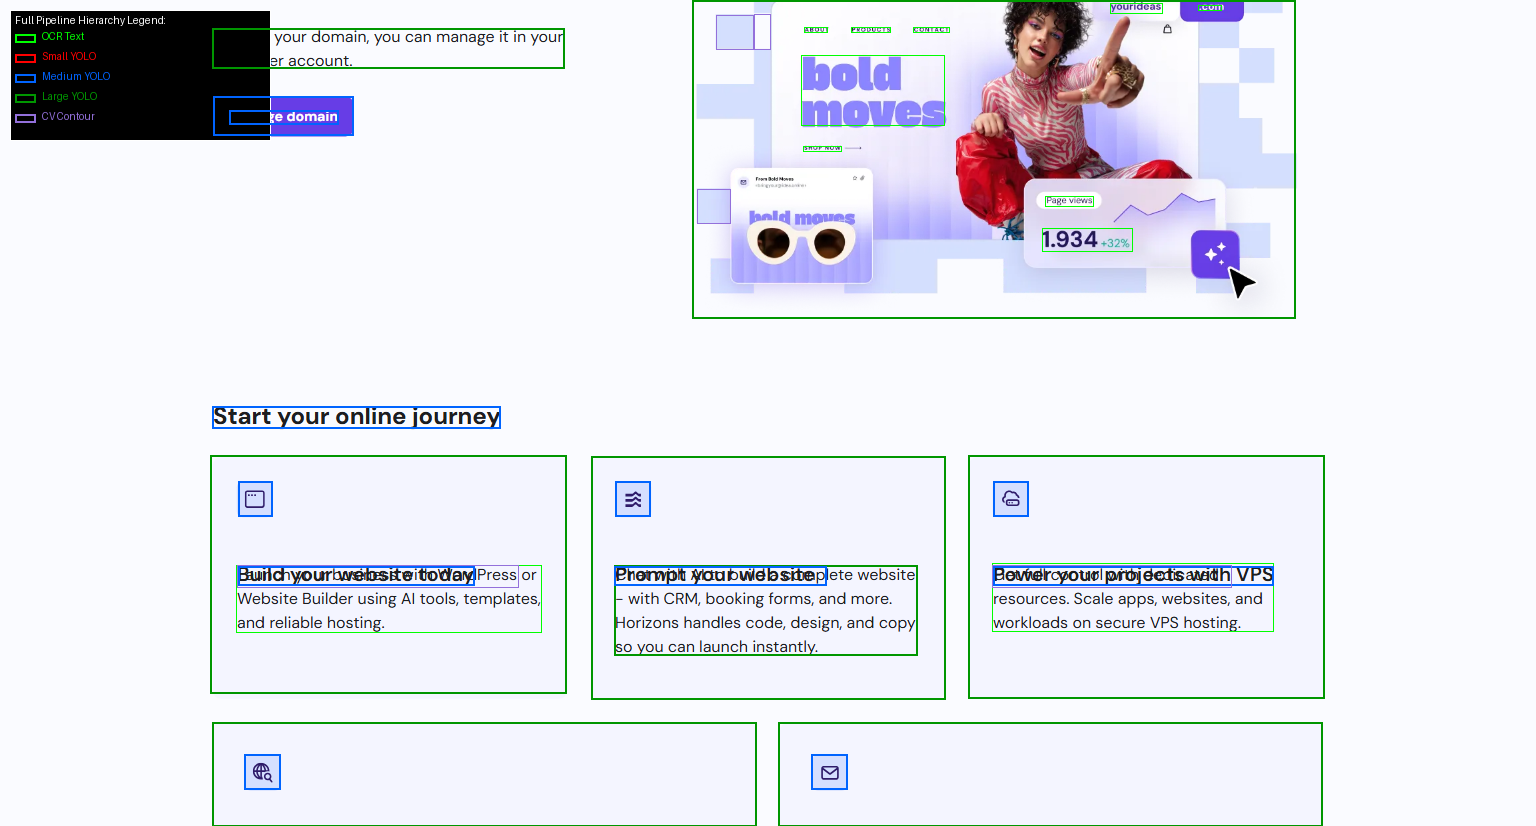 Full Pipeline Hierarchy Legend:
OCR Text
Small YOLO
Medium YOLO
Large YOLO
CV Contour
your domain, you can manage it in your
er account.
ge domain
yourideas
.com
ABOUT
PRODUCTS
CONTACT
bold
moves
SHOP NOW
From Bold Moves
bold moves
Page views
1.934 +32%
Start your online journey
Build your website today
Website Builder using AI tools, templates,
and reliable hosting.
Prompt your website
- with CRM, booking forms, and more.
Horizons handles code, design, and copy
so you can launch instantly.
Power your projects with VPS
resources. Scale apps, websites, and
workloads on secure VPS hosting.